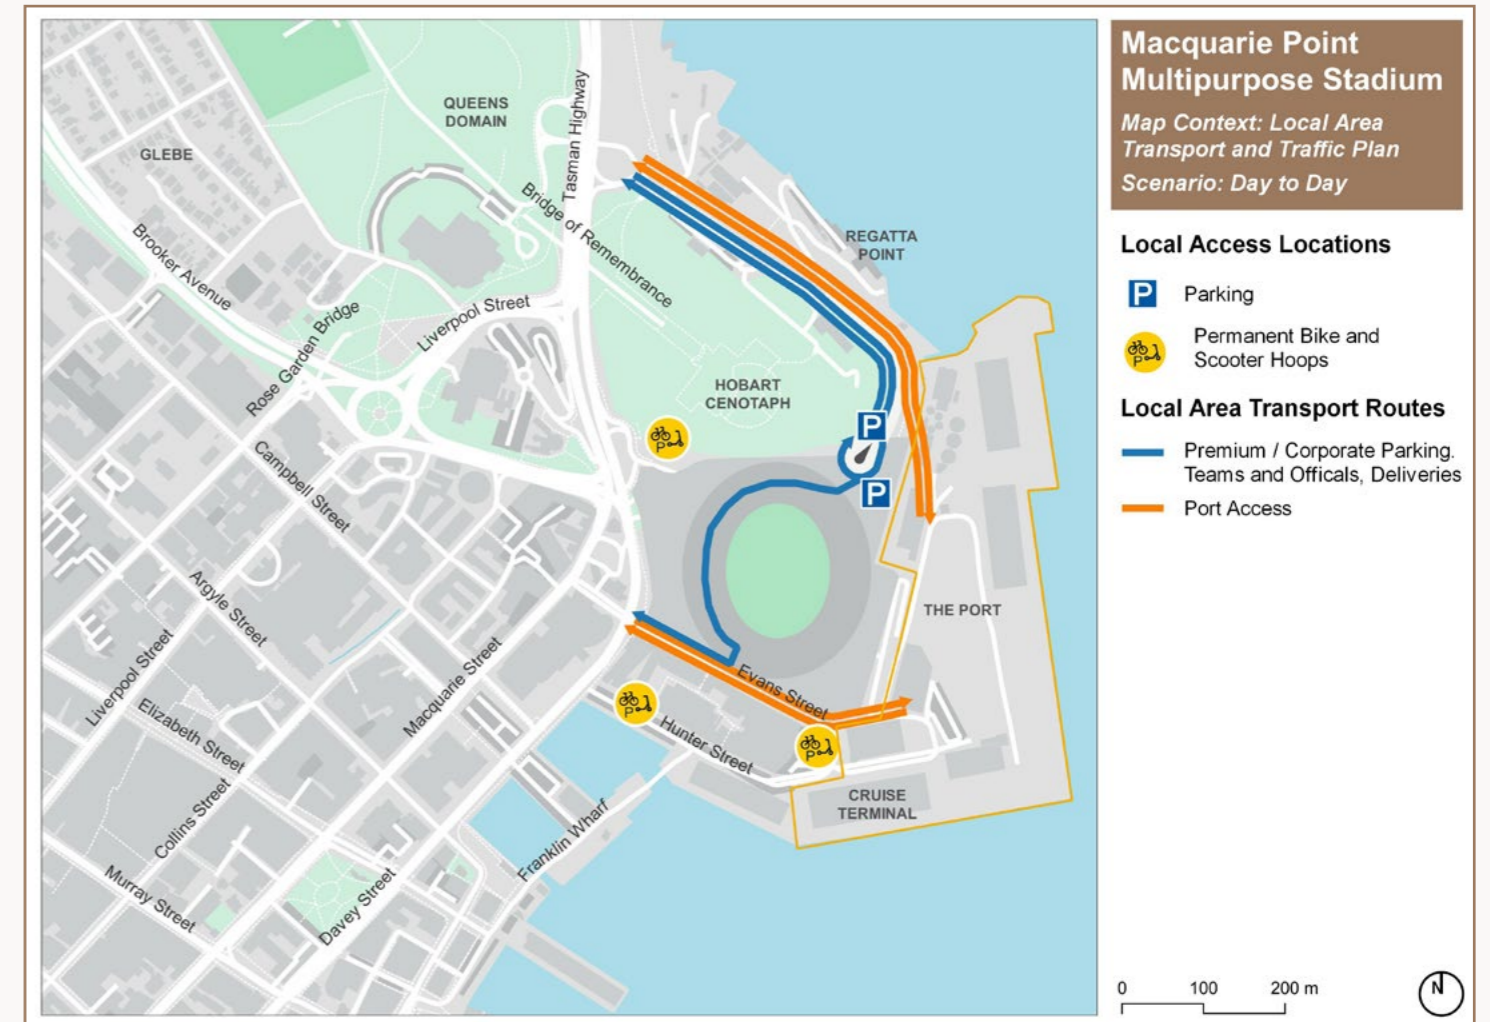 Macquarie Point
Multipurpose Stadium
Map Context: Local Area
Transport and Traffic Plan
Scenario: Day to Day
Local Access Locations
P
Parking
P
Permanent Bike and
Scooter Hoops
Local Area Transport Routes
Premium / Corporate Parking.
Teams and Officals, Deliveries
Port Access
0 100 200 m
N
QUEENS
DOMAIN
GLEBE
Tasman Highway
Bridge of Remembrance
Brooker Avenue
REGATTA
POINT
Liverpool Street
Rose Garden Bridge
HOBART
CENOTAPH
P
P
P
Campbell Street
Argyle Street
THE PORT
Liverpool Street
Macquarie Street
Evans Street
Elizabeth Street
P
Hunter Street
P
CRUISE
TERMINAL
Collins Street
Franklin Wharf
Murray Street
Davey Street